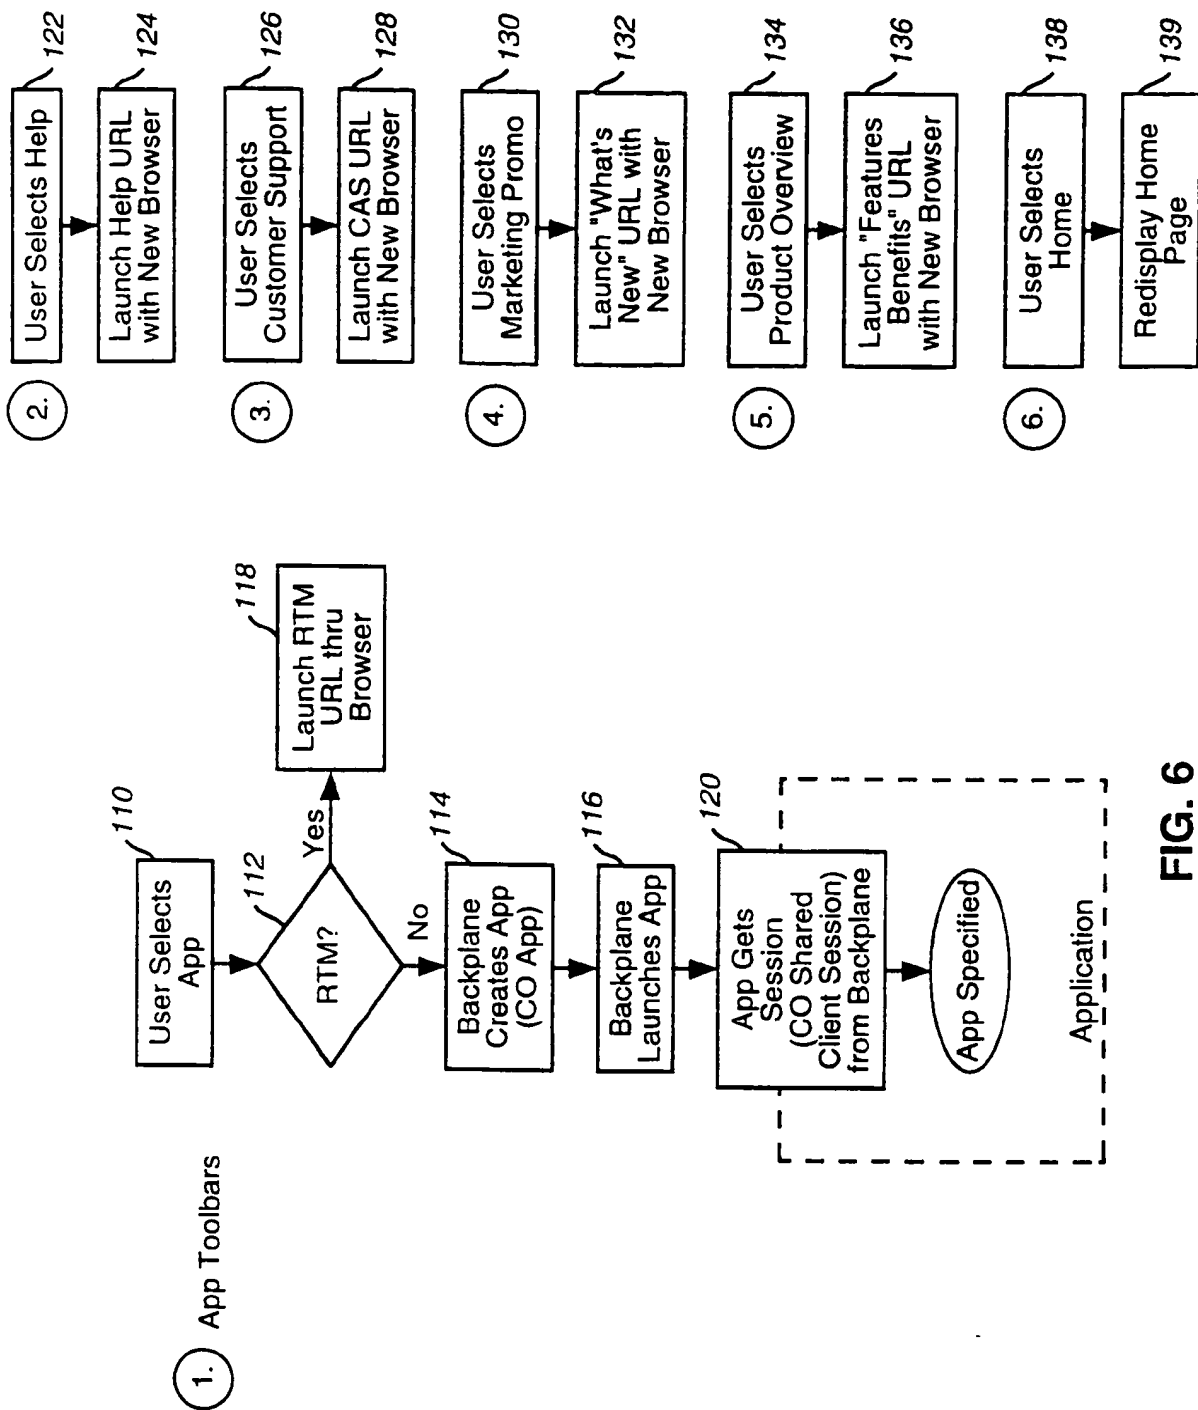 1.
App Toolbars
110
User Selects
App
112
RTM?
Yes
118
Launch RTM
URL thru
Browser
No
114
Backplane
Creates App
(CO App)
116
Backplane
Launches App
120
App Gets
Session
(CO Shared
Client Session)
from Backplane
App Specified
Application
2.
122
User Selects Help
124
Launch Help URL
with New Browser
3.
126
User Selects
Customer Support
128
Launch CAS URL
with New Browser
4.
130
User Selects
Marketing Promo
132
Launch "What's
New" URL with
New Browser
5.
134
User Selects
Product Overview
136
Launch "Features
Benefits" URL
with New Browser
6.
138
User Selects
Home
139
Redisplay Home
Page
FIG. 6